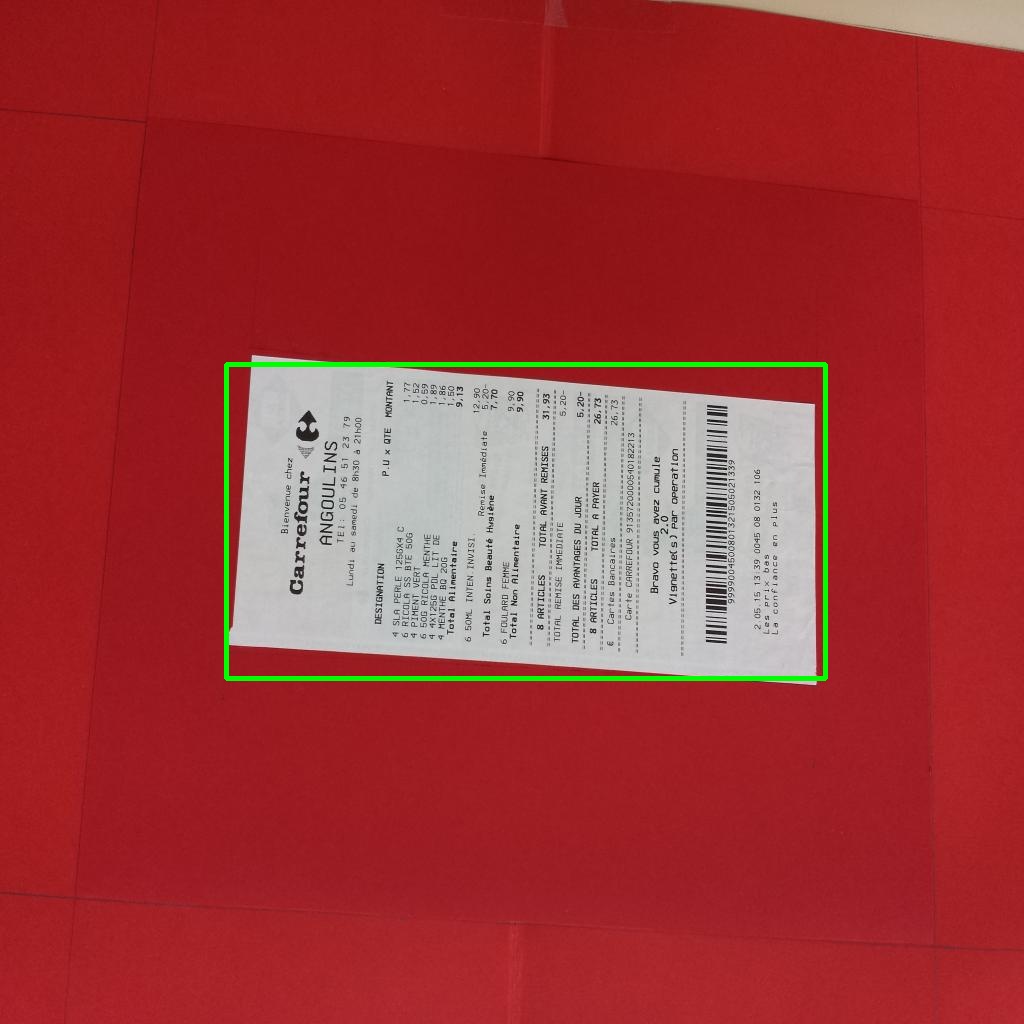 Bienvenue chez
Carrefour
ANGOULINS
TEl: 05 46 51 23 79
Lundi au samedi de 8h30 à 21h00
DESIGNATION P.U x QTE MONTANT
4 SLA PERLE 125GX4 C 1,77
6 RICOLA SS BTE 50G 1,52
4 PIMENT VERT 0,59
6 50G RICOLA MENTHE 1,89
4 4X125G PDL LIT DE 1,86
4 MENTHE BQ 20G 1,50
Total Alimentaire 9,13
6 50ML INTEN INVISI. 12,90
Remise Immédiate 5,20-
Total Soins Beauté Hygiène 7,70
6 FOULARD FEMME 9,90
Total Non Alimentaire 9,90
8 ARTICLES TOTAL AVANT REMISES 31,93
TOTAL REMISE IMMEDIATE 5,20-
TOTAL DES AVANTAGES DU JOUR 5,20-
8 ARTICLES TOTAL A PAYER 26,73
€ Cartes Bancaires 26,73
Carte CARREFOUR 9135720000640182213
Bravo vous avez cumule
2,0
Vignette(s) Par operation
99990045008013215050213​39
2.05.15 13:39 0045 08 0132 106
Les prix bas
La confiance en plus